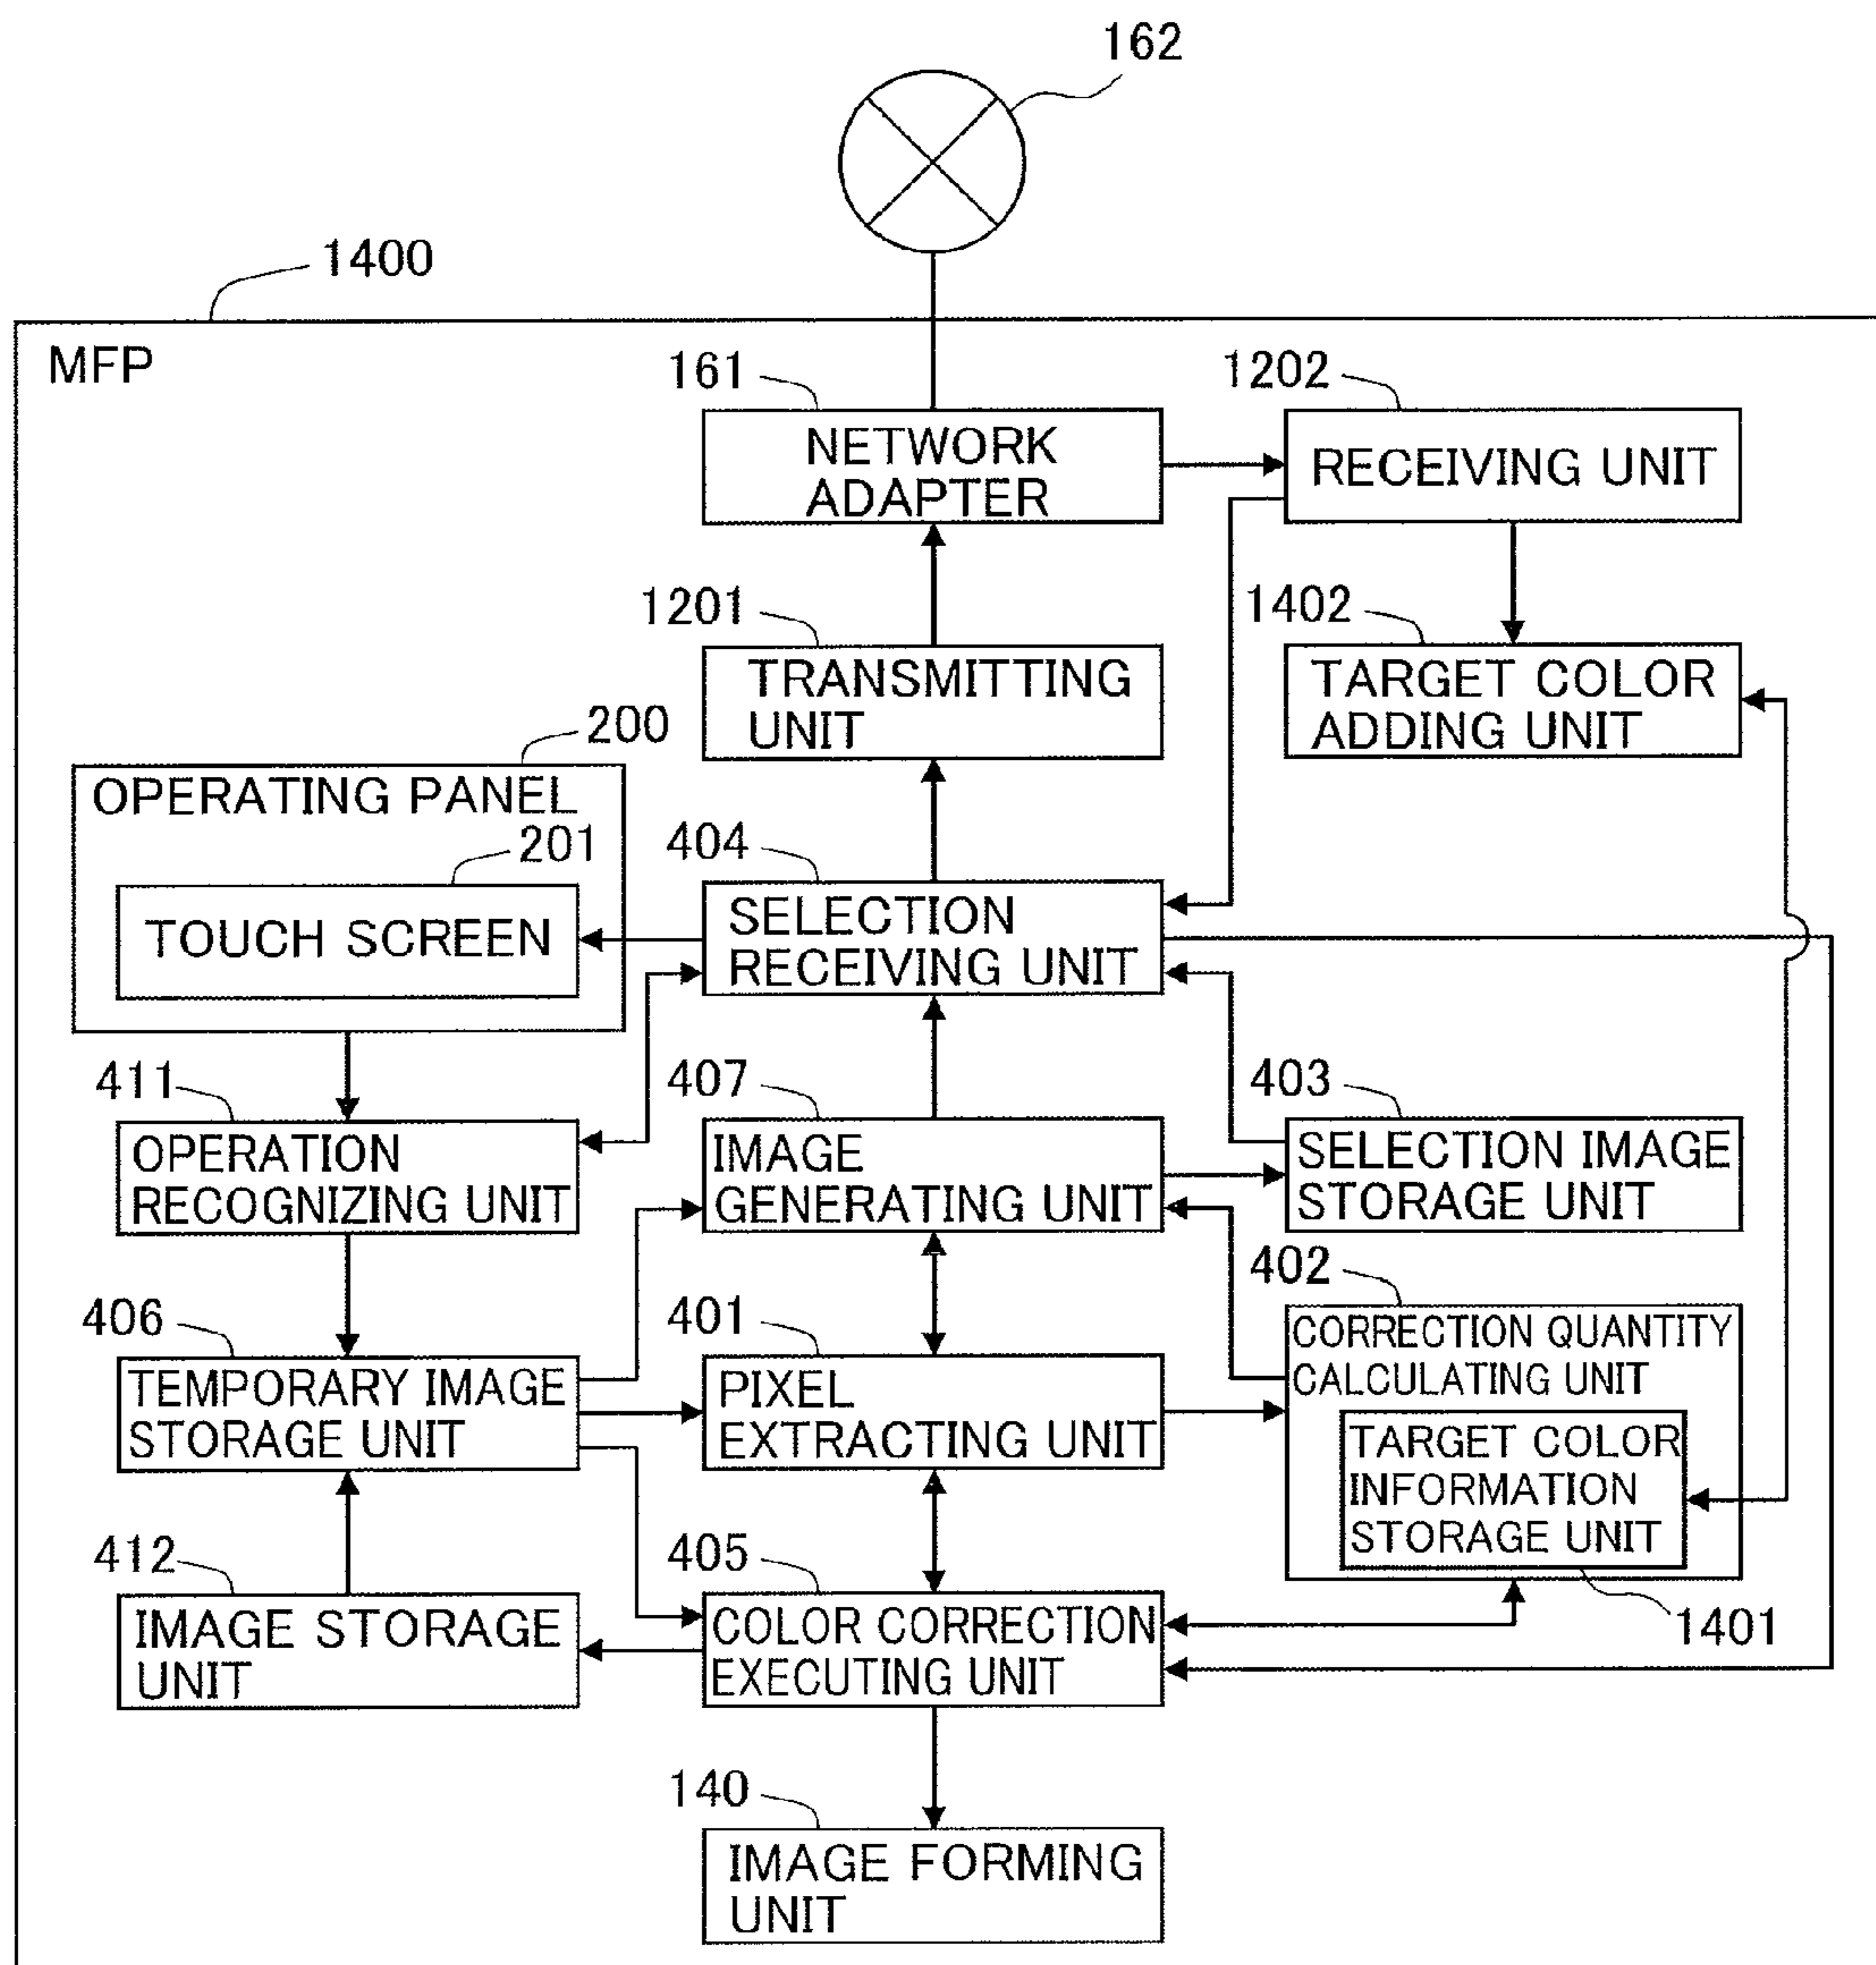 162
1400
MFP
161
NETWORK
ADAPTER
1202
RECEIVING UNIT
1201
TRANSMITTING
UNIT
1402
TARGET COLOR
ADDING UNIT
200
OPERATING PANEL
201
TOUCH SCREEN
404
SELECTION
RECEIVING UNIT
411
OPERATION
RECOGNIZING UNIT
407
IMAGE
GENERATING UNIT
403
SELECTION IMAGE
STORAGE UNIT
406
TEMPORARY IMAGE
STORAGE UNIT
401
PIXEL
EXTRACTING UNIT
402
CORRECTION QUANTITY
CALCULATING UNIT
TARGET COLOR
INFORMATION
STORAGE UNIT
1401
412
IMAGE STORAGE
UNIT
405
COLOR CORRECTION
EXECUTING UNIT
140
IMAGE FORMING
UNIT